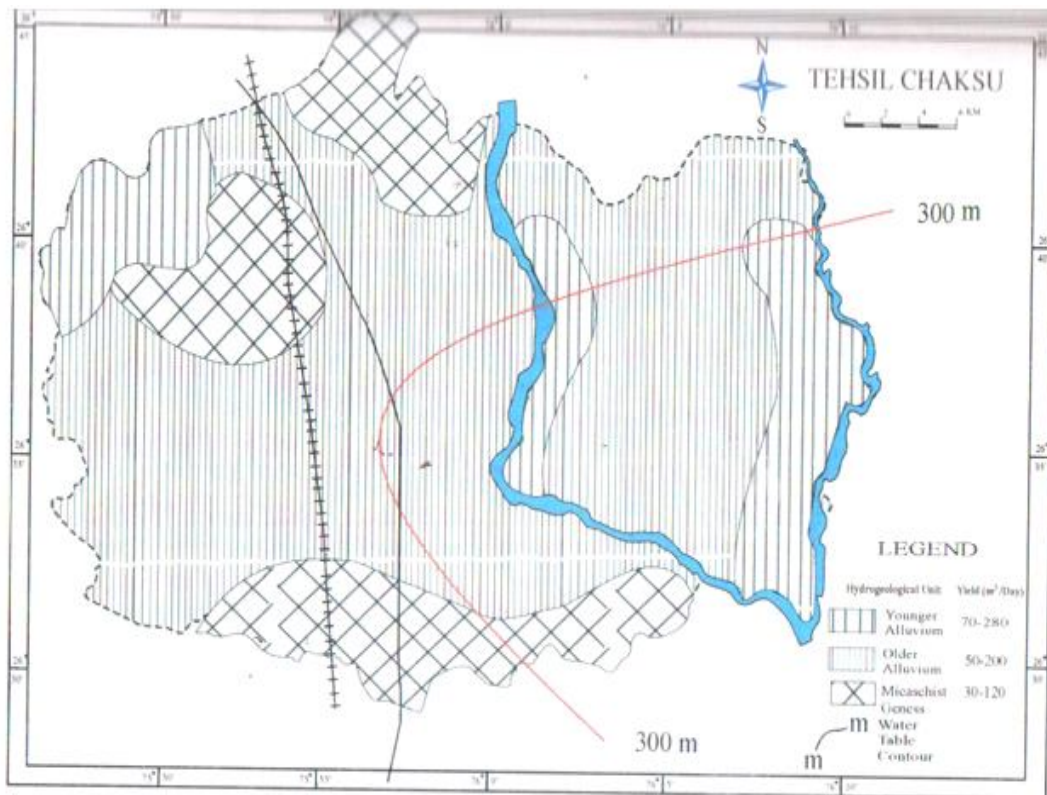 N
S
TEHSIL CHAKSU
6 KM
300 m
300 m
LEGEND
Hydrogeological Unit Yield (m³/Day)
Younger Alluvium 70-280
Older Alluvium 50-200
Micaschist Geness 30-120
m Water
Table
m Contour